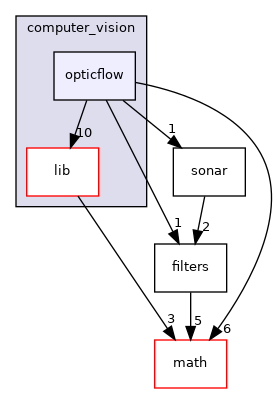 computer_vision
opticflow
10
1
lib
sonar
1
2
filters
3
5
6
math